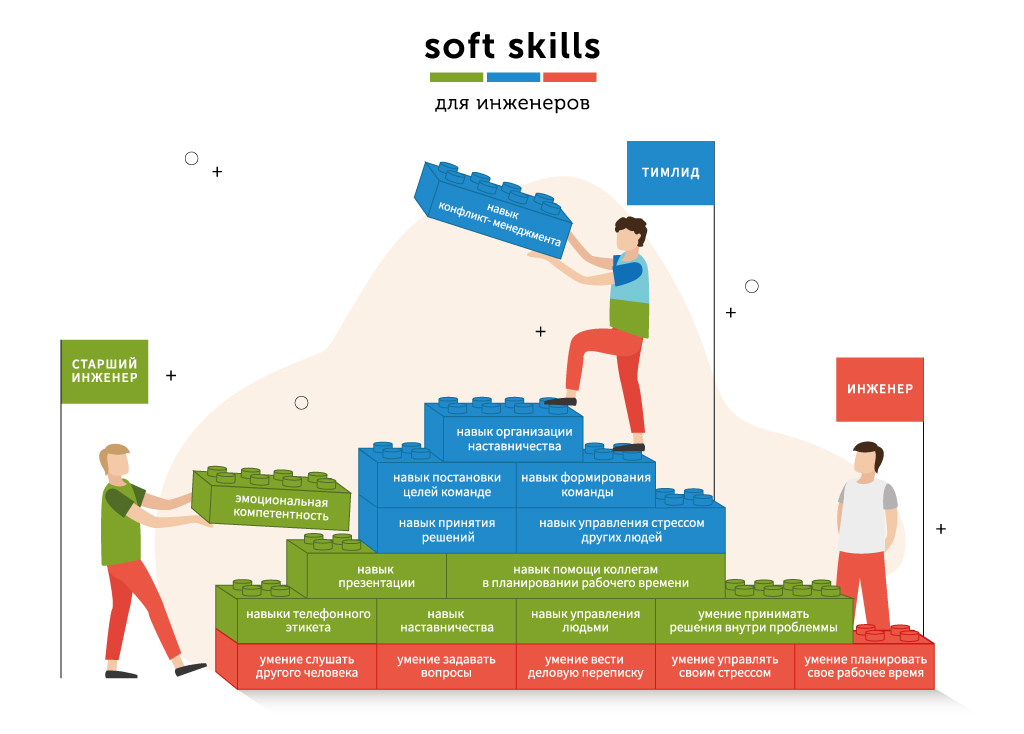 soft skills
для инженеров
ТИМЛИД
навык
конфликт- менеджмента
СТАРШИЙ
ИНЖЕНЕР
ИНЖЕНЕР
навык организации
наставничества
эмоциональная
компетентность
навык постановки
целей команде
навык формирования
команды
навык принятия
решений
навык управления стрессом
других людей
навык
презентации
навык помощи коллегам
в планировании рабочего времени
навыки телефонного
этикета
навык
наставничества
навык управления
людьми
умение принимать
решения внутри проблеммы
умение слушать
другого человека
умение задавать
вопросы
умение вести
деловую переписку
умение управлять
своим стрессом
умение планировать
свое рабочее время